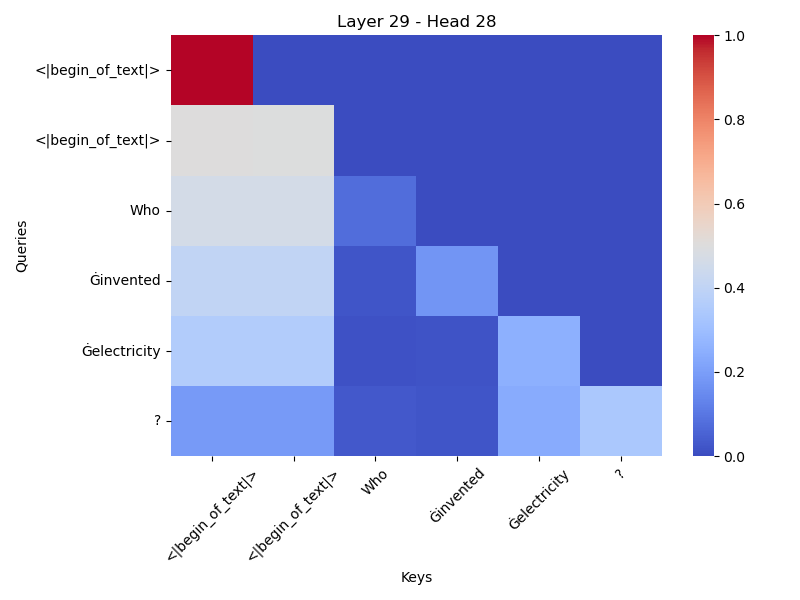 Layer 29 - Head 28
<|begin_of_text|>
<|begin_of_text|>
Who
Ġinvented
Ġelectricity
?
Queries
<|begin_of_text|>
<|begin_of_text|>
Who
Ġinvented
Ġelectricity
?
Keys
1.0
0.8
0.6
0.4
0.2
0.0